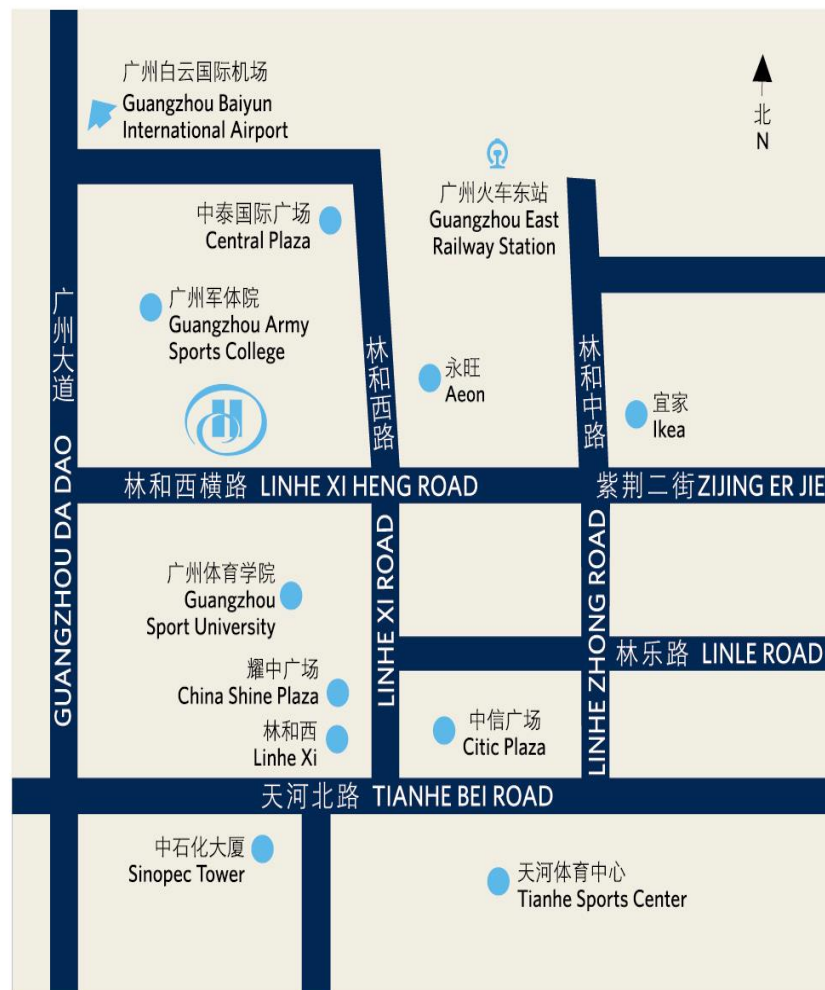 广州白云国际机场
Guangzhou Baiyun
International Airport
北
N
广州火车东站
Guangzhou East
Railway Station
中泰国际广场
Central Plaza
广州军体院
Guangzhou Army
Sports College
广州大道 GUANGZHOU DA DAO
林和西路 LINHE XI ROAD
永旺
Aeon
林和中路 LINHE ZHONG ROAD
宜家
Ikea
林和西横路 LINHE XI HENG ROAD
紫荆二街ZIJING ER JIE
广州体育学院
Guangzhou
Sport University
林乐路 LINLE ROAD
耀中广场
China Shine Plaza
林和西
Linhe Xi
中信广场
Citic Plaza
天河北路 TIANHE BEI ROAD
中石化大厦
Sinopec Tower
天河体育中心
Tianhe Sports Center